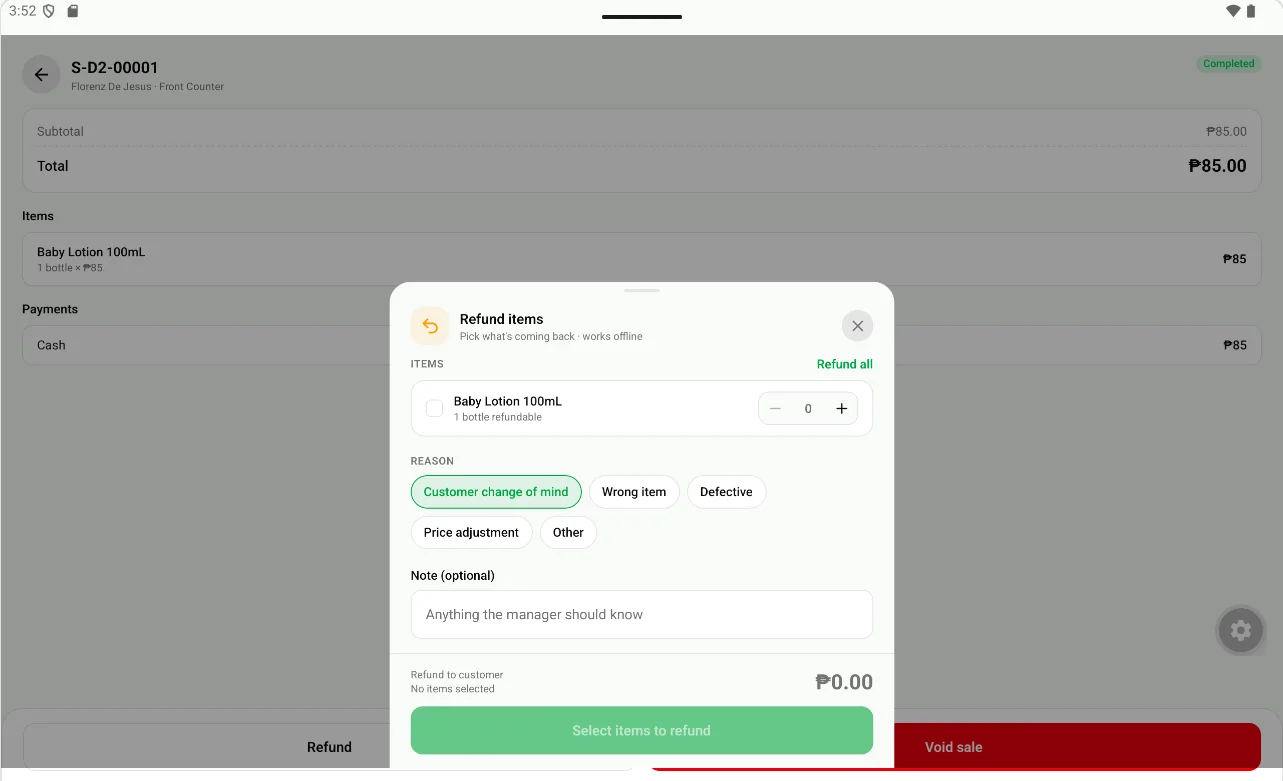 3:52
S-D2-00001
Completed
Florenz De Jesus · Front Counter
Subtotal ₱85.00
Total ₱85.00
Items
Baby Lotion 100mL
1 bottle × ₱85
₱85
Payments
Cash ₱85
Refund items
Pick what's coming back · works offline
ITEMS Refund all
Baby Lotion 100mL
1 bottle refundable
0
REASON
Customer change of mind Wrong item Defective
Price adjustment Other
Note (optional)
Anything the manager should know
Refund to customer
No items selected
₱0.00
Select items to refund
Refund Void sale